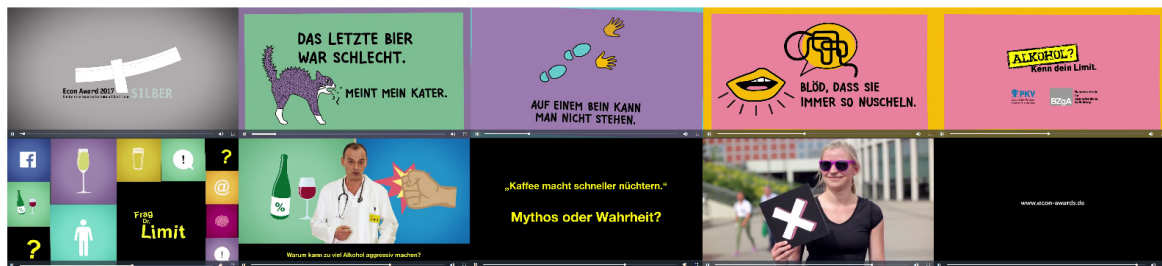 Econ Award 2017
SILBER
DAS LETZTE BIER
WAR SCHLECHT.
MEINT MEIN KATER.
AUF EINEM BEIN KANN
MAN NICHT STEHEN.
BLÖD, DASS SIE
IMMER SO NUSCHELN.
ALKOHOL?
Kenn dein Limit.
PKV
BZgA
%
!
?
@
Frag
Dr.
Limit
?
!
%
Warum kann zu viel Alkohol aggressiv machen?
„Kaffee macht schneller nüchtern.“
Mythos oder Wahrheit?
www.econ-awards.de